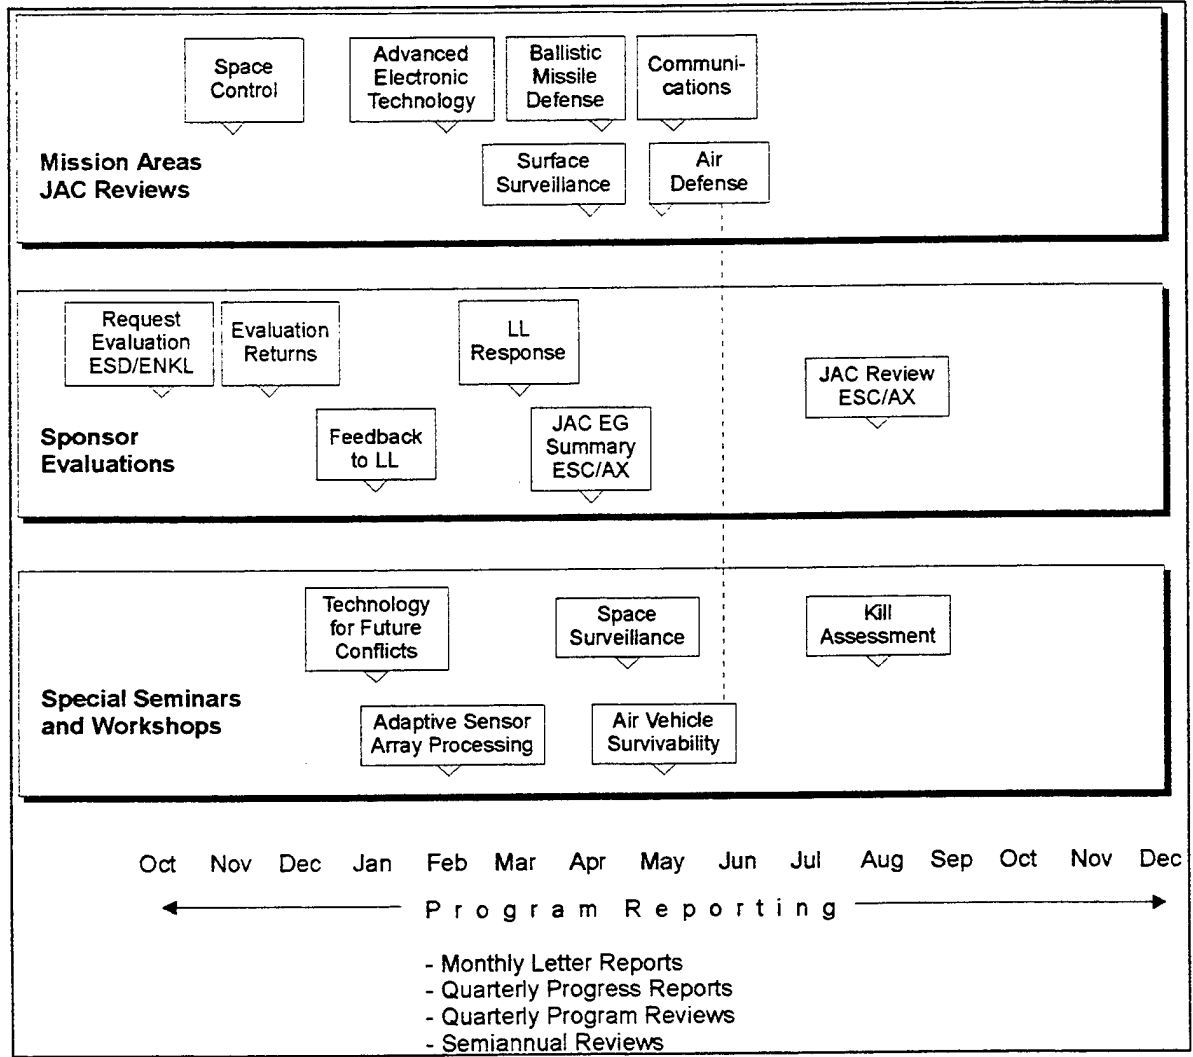 Space
Control
Advanced
Electronic
Technology
Ballistic
Missile
Defense
Communi-
cations
Mission Areas
JAC Reviews
Surface
Surveillance
Air
Defense
Request
Evaluation
ESD/ENKL
Evaluation
Returns
LL
Response
JAC Review
ESC/AX
Sponsor
Evaluations
Feedback
to LL
JAC EG
Summary
ESC/AX
Technology
for Future
Conflicts
Space
Surveillance
Kill
Assessment
Special Seminars
and Workshops
Adaptive Sensor
Array Processing
Air Vehicle
Survivability
Oct Nov Dec Jan Feb Mar Apr May Jun Jul Aug Sep Oct Nov Dec
Program Reporting
- Monthly Letter Reports
- Quarterly Progress Reports
- Quarterly Program Reviews
- Semiannual Reviews